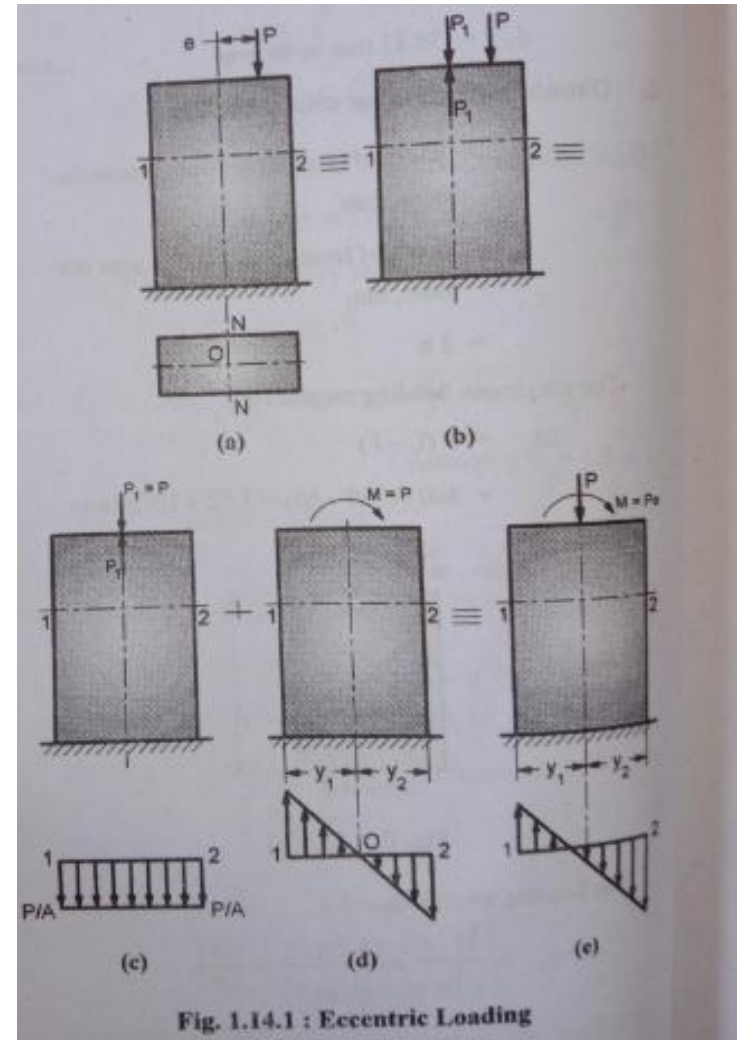 e P
P₁ P
P₁
1 2 ≡ 1 2 ≡
N
O
N
(a)
(b)
P₁ = P
M = P
P
M = Pe
P₁
1 2 + 1 2 ≡ 1 2
y₁ y₂
y₁ y₂
1 2
P/A P/A
1 O 2
1 2
(c)
(d)
(e)
Fig. 1.14.1 : Eccentric Loading